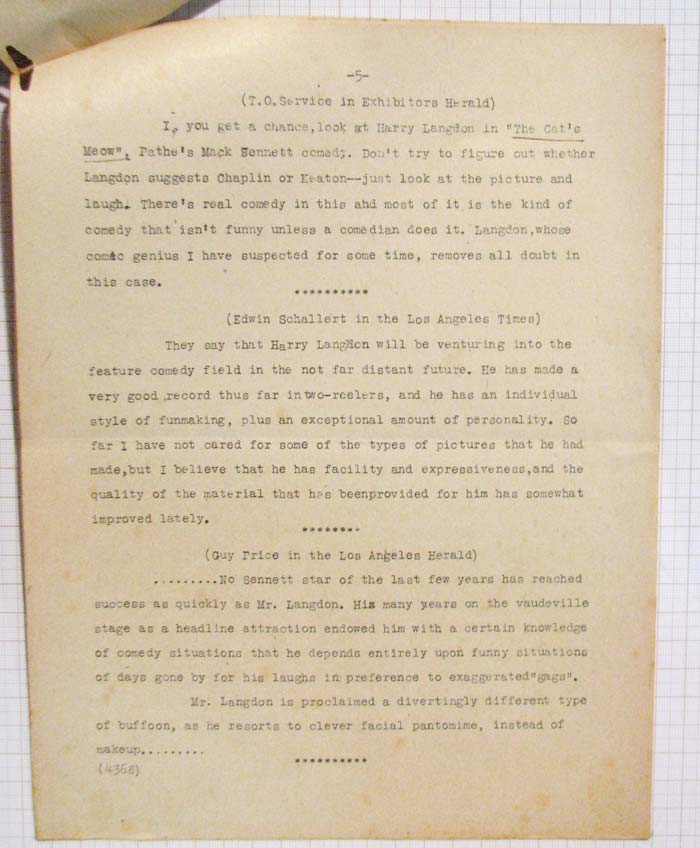 -5-
(T.O.Service in Exhibitors Herald)
If you get a chance,look at Harry Langdon in "The Cat's
Meow", Pathe's Mack Sennett comedy. Don't try to figure out whether
Langdon suggests Chaplin or Keaton--just look at the picture and
laugh. There's real comedy in this ahd most of it is the kind of
comedy that isn't funny unless a comedian does it. Langdon,whose
comic genius I have suspected for some time, removes all doubt in
this case.
**********
(Edwin Schallert in the Los Angeles Times)
They say that Harry Langdon will be venturing into the
feature comedy field in the not far distant future. He has made a
very good record thus far intwo-reelers, and he has an individual
style of funmaking, plus an exceptional amount of personality. So
far I have not cared for some of the types of pictures that he had
made,but I believe that he has facility and expressiveness,and the
quality of the material that has beenprovided for him has somewhat
improved lately.
********
(Guy Price in the Los Angeles Herald)
.........No Sennett star of the last few years has reached
success as quickly as Mr. Langdon. His many years on the vaudeville
stage as a headline attraction endowed him with a certain knowledge
of comedy situations that he depends entirely upon funny situations
of days gone by for his laughs in preference to exaggerated"gags".
Mr. Langdon is proclaimed a divertingly different type
of buffoon, as he resorts to clever facial pantomime, instead of
makeup.........
**********
(4368)